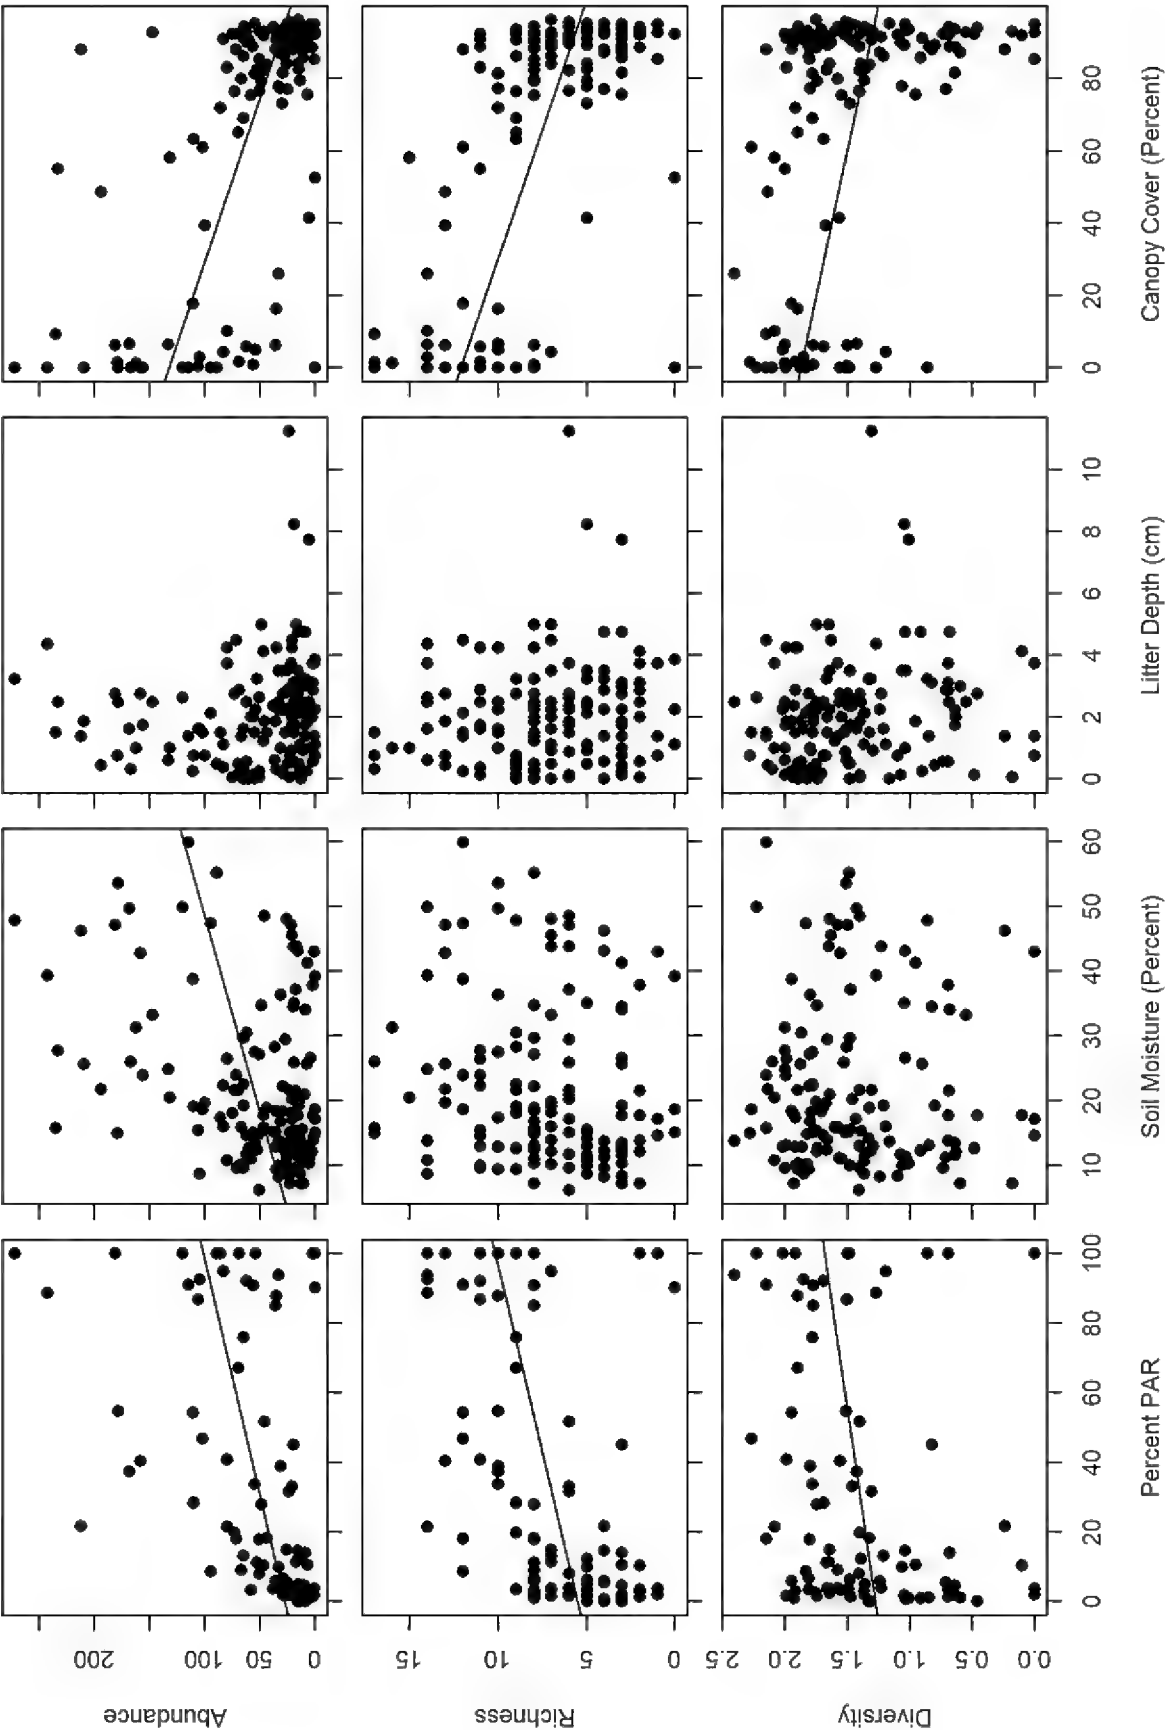 Abundance
0 50 100 200
Richness
0 5 15
Diversity
0.0 0.5 1.0 1.5 2.0 2.5
0 20 40 60 80 100
Percent PAR
10 20 30 40 50 60
Soil Moisture (Percent)
0 2 4 6 8 10
Litter Depth (cm)
0 20 40 60 80
Canopy Cover (Percent)